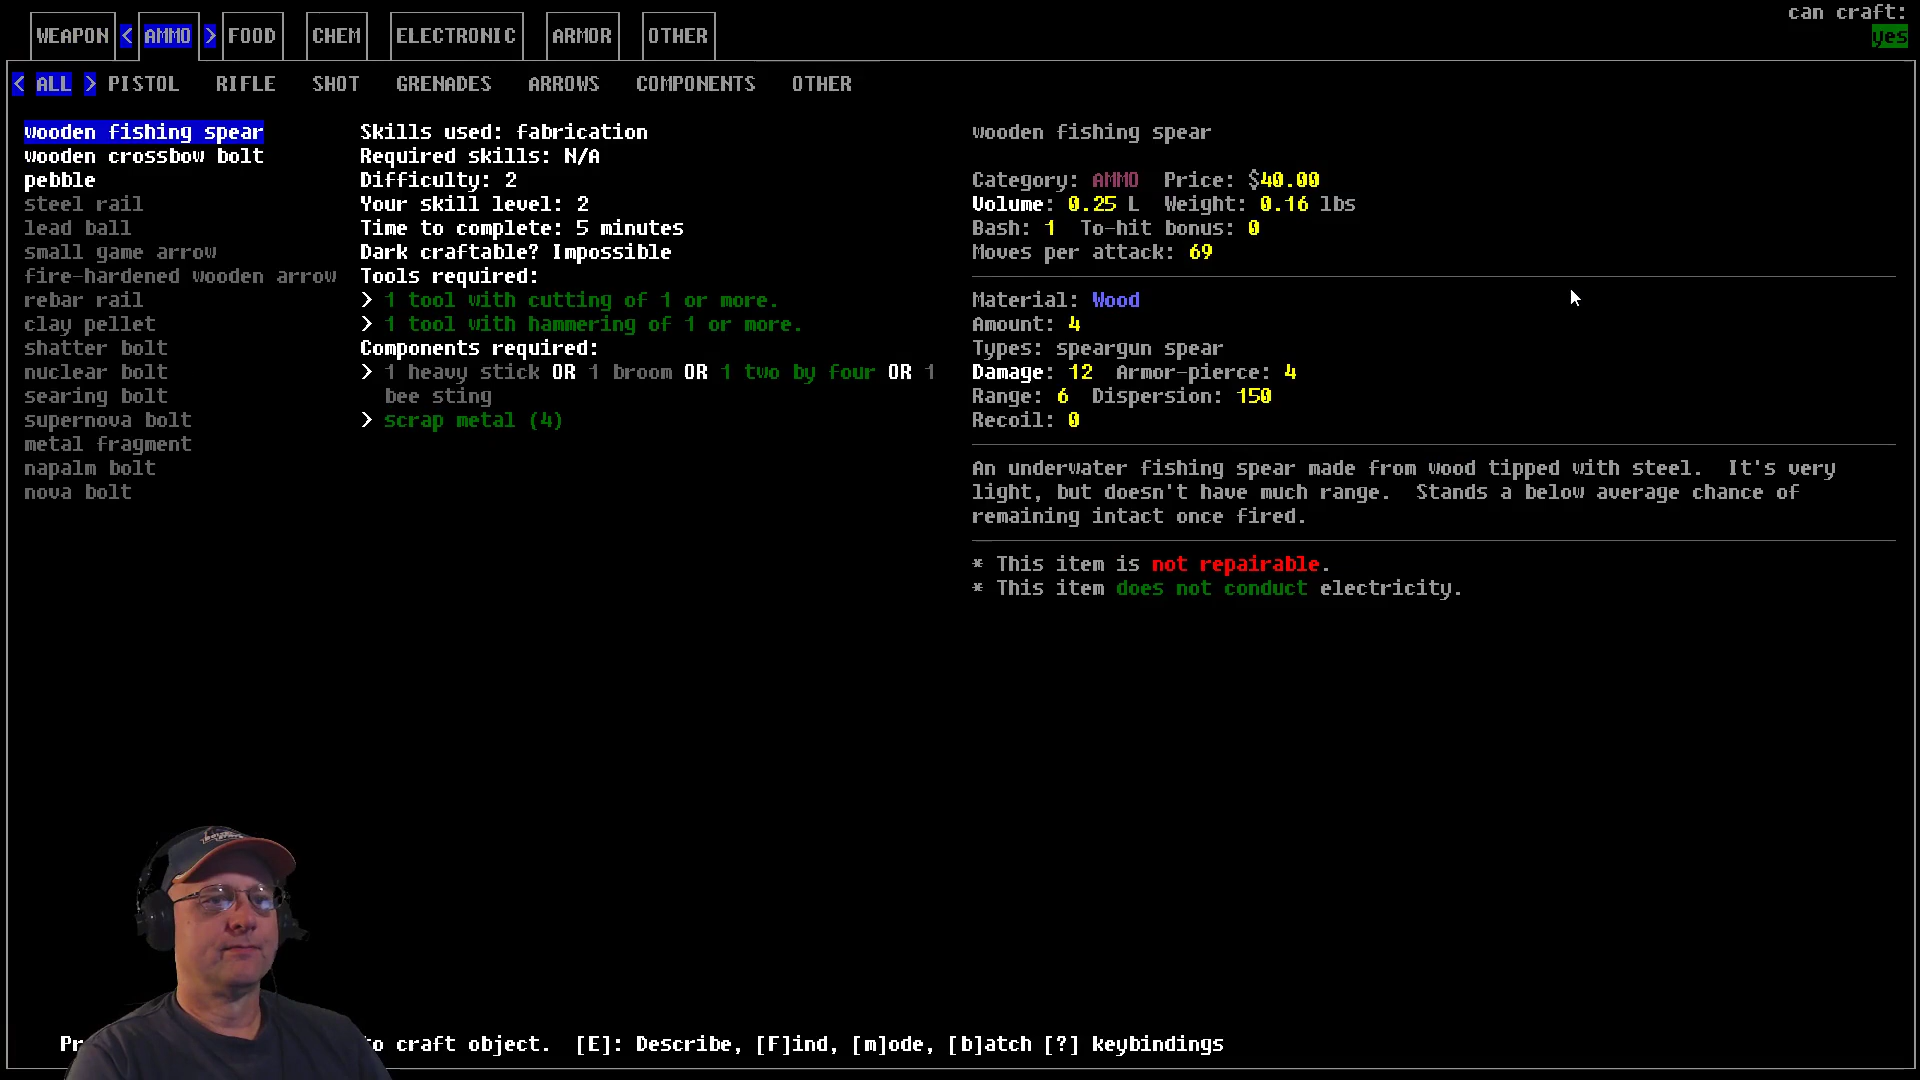 can craft:
WEAPON < AMMO > FOOD CHEM ELECTRONIC ARMOR OTHER yes
< ALL > PISTOL RIFLE SHOT GRENADES ARROWS COMPONENTS OTHER
wooden fishing spear
wooden crossbow bolt
pebble
steel rail
lead ball
small game arrow
fire-hardened wooden arrow
rebar rail
clay pellet
shatter bolt
nuclear bolt
searing bolt
supernova bolt
metal fragment
napalm bolt
nova bolt
Skills used: fabrication
Required skills: N/A
Difficulty: 2
Your skill level: 2
Time to complete: 5 minutes
Dark craftable? Impossible
Tools required:
> 1 tool with cutting of 1 or more.
> 1 tool with hammering of 1 or more.
Components required:
> 1 heavy stick OR 1 broom OR 1 two by four OR 1
bee sting
> scrap metal (4)
wooden fishing spear
Category: AMMO Price: $40.00
Volume: 0.25 L Weight: 0.16 lbs
Bash: 1 To-hit bonus: 0
Moves per attack: 69
Material: Wood
Amount: 4
Types: speargun spear
Damage: 12 Armor-pierce: 4
Range: 6 Dispersion: 150
Recoil: 0
An underwater fishing spear made from wood tipped with steel. It's very
light, but doesn't have much range. Stands a below average chance of
remaining intact once fired.
* This item is not repairable.
* This item does not conduct electricity.
to craft object. [E]: Describe, [F]ind, [m]ode, [b]atch [?] keybindings